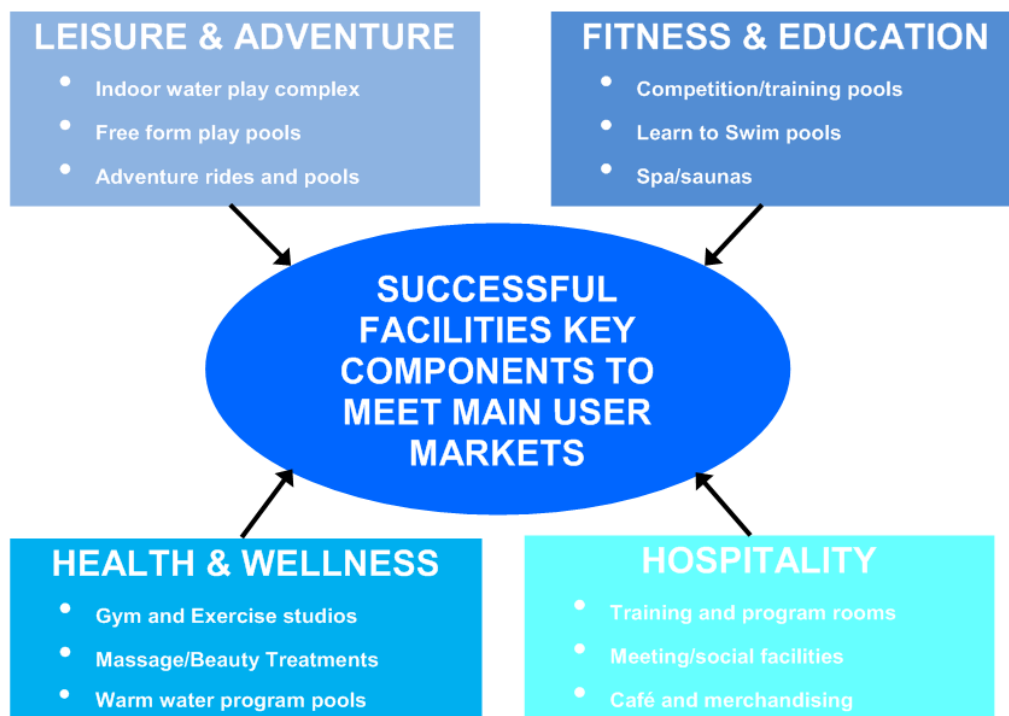 LEISURE & ADVENTURE
• Indoor water play complex
• Free form play pools
• Adventure rides and pools
FITNESS & EDUCATION
• Competition/training pools
• Learn to Swim pools
• Spa/saunas
SUCCESSFUL
FACILITIES KEY
COMPONENTS TO
MEET MAIN USER
MARKETS
HEALTH & WELLNESS
• Gym and Exercise studios
• Massage/Beauty Treatments
• Warm water program pools
HOSPITALITY
• Training and program rooms
• Meeting/social facilities
• Café and merchandising